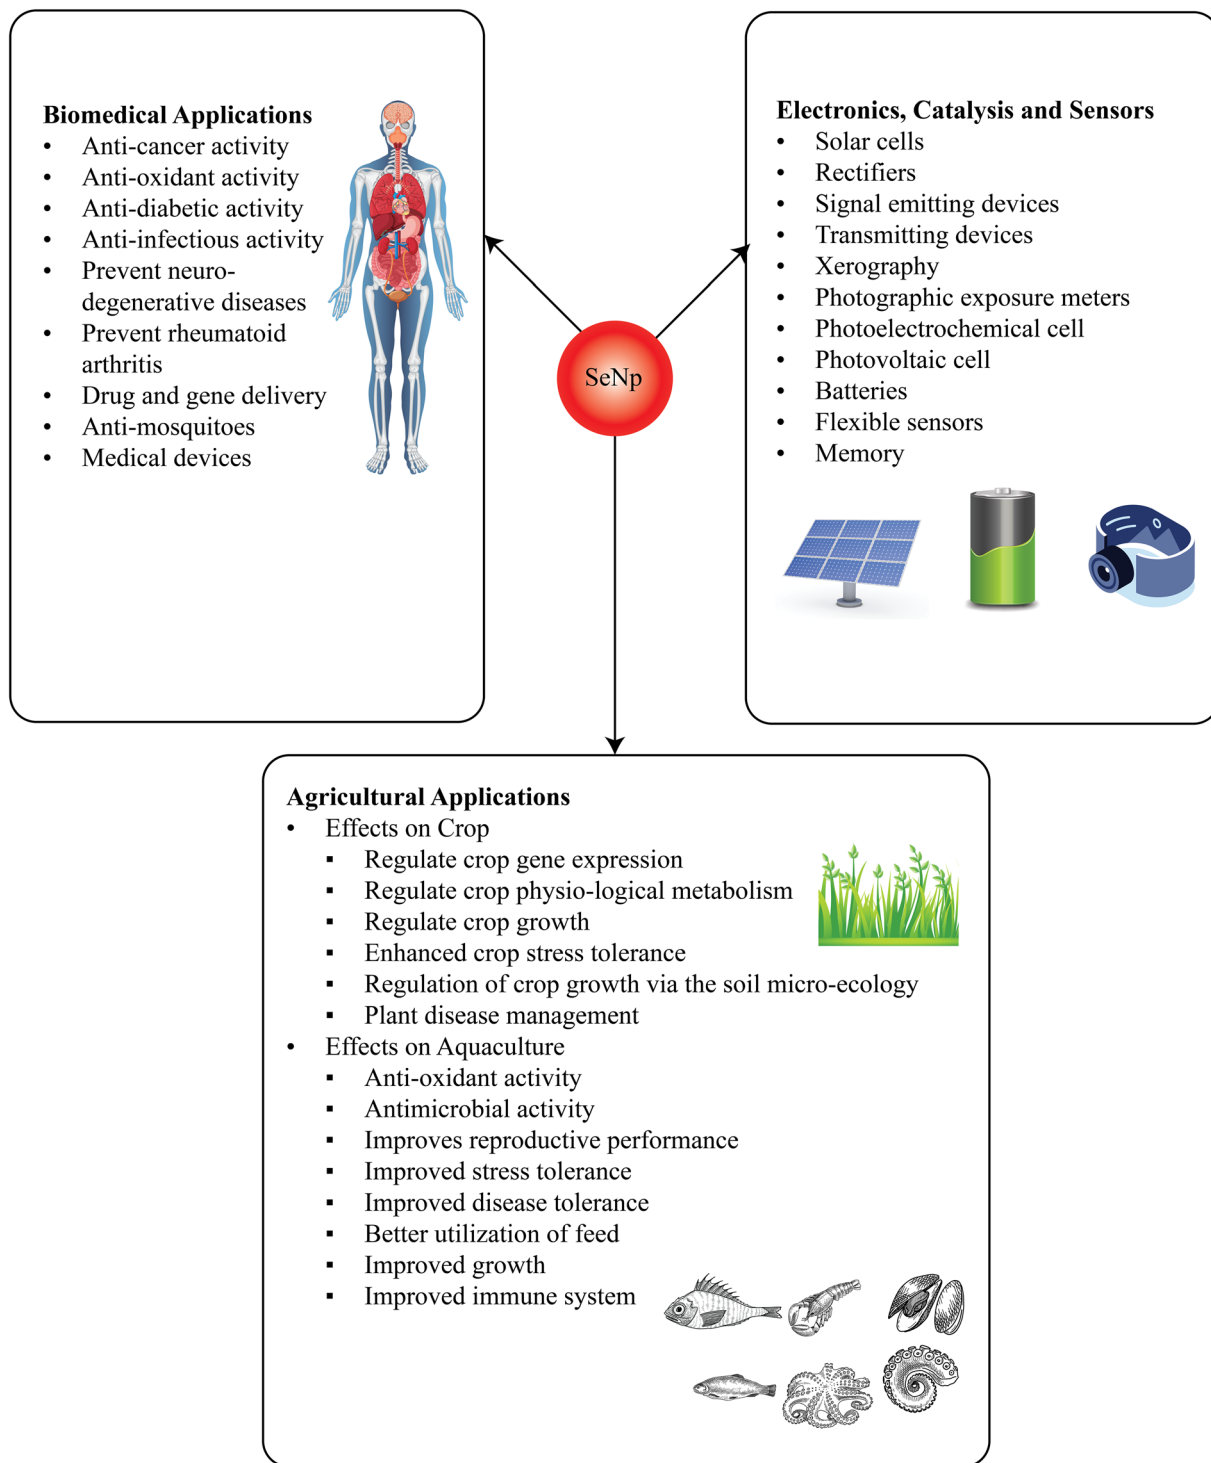 Biomedical Applications
• Anti-cancer activity
• Anti-oxidant activity
• Anti-diabetic activity
• Anti-infectious activity
• Prevent neuro-
degenerative diseases
• Prevent rheumatoid
arthritis
• Drug and gene delivery
• Anti-mosquitoes
• Medical devices
Electronics, Catalysis and Sensors
• Solar cells
• Rectifiers
• Signal emitting devices
• Transmitting devices
• Xerography
• Photographic exposure meters
• Photoelectrochemical cell
• Photovoltaic cell
• Batteries
• Flexible sensors
• Memory
SeNp
Agricultural Applications
• Effects on Crop
▪ Regulate crop gene expression
▪ Regulate crop physio-logical metabolism
▪ Regulate crop growth
▪ Enhanced crop stress tolerance
▪ Regulation of crop growth via the soil micro-ecology
▪ Plant disease management
• Effects on Aquaculture
▪ Anti-oxidant activity
▪ Antimicrobial activity
▪ Improves reproductive performance
▪ Improved stress tolerance
▪ Improved disease tolerance
▪ Better utilization of feed
▪ Improved growth
▪ Improved immune system